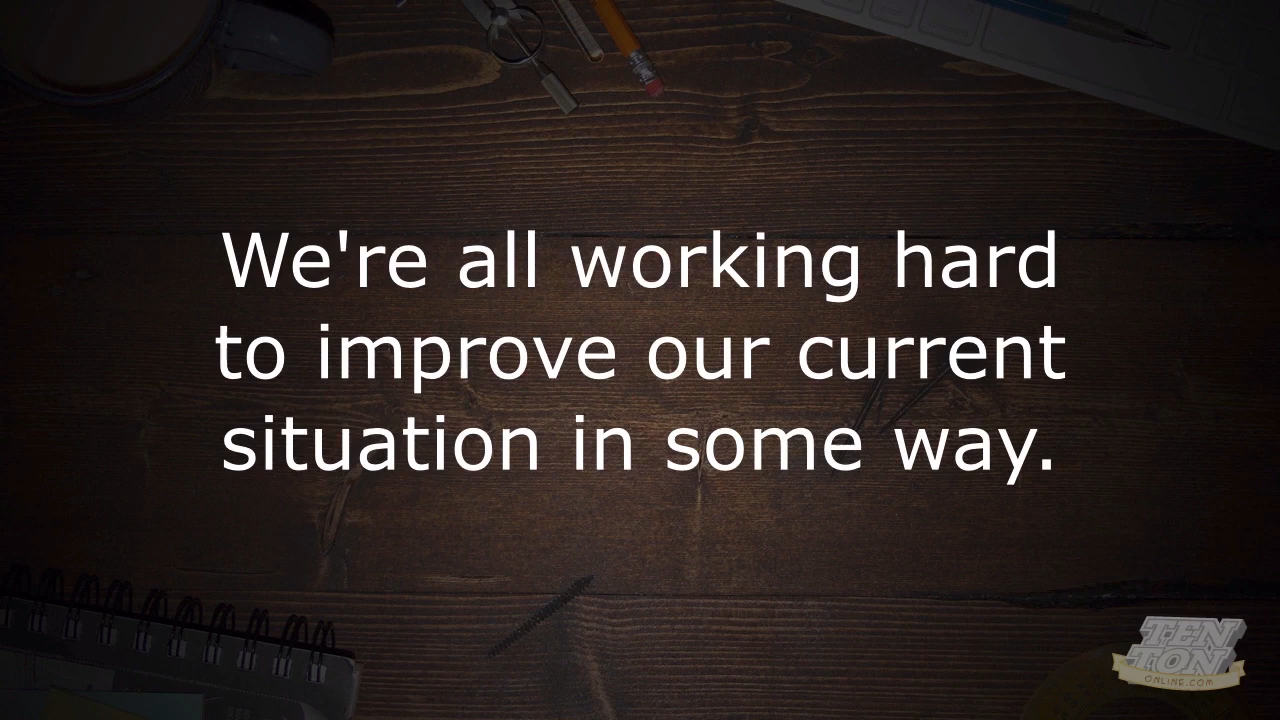 We're all working hard
to improve our current
situation in some way.
TEN
TON
ONLINE.COM